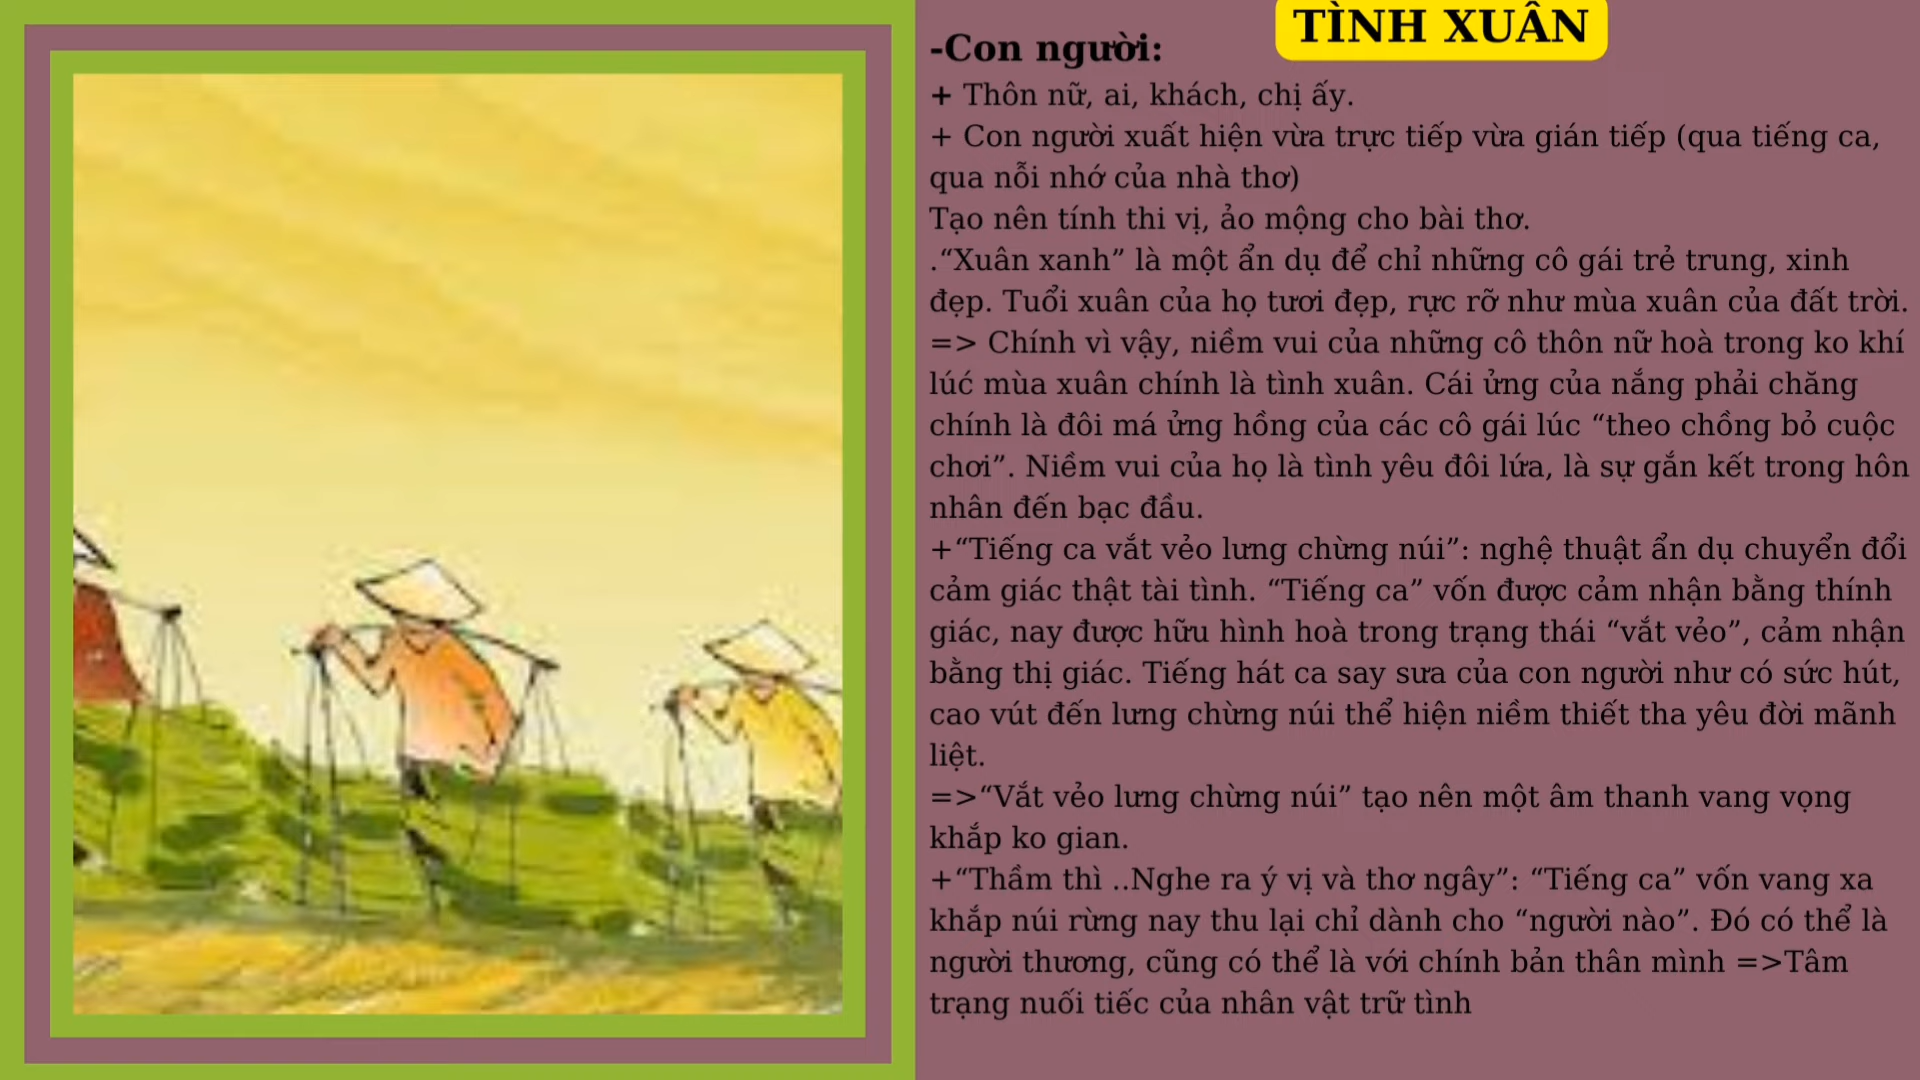 TÌNH XUÂN
-Con người:
+ Thôn nữ, ai, khách, chị ấy.
+ Con người xuất hiện vừa trực tiếp vừa gián tiếp (qua tiếng ca,
qua nỗi nhớ của nhà thơ)
Tạo nên tính thi vị, ảo mộng cho bài thơ.
.“Xuân xanh” là một ẩn dụ để chỉ những cô gái trẻ trung, xinh
đẹp. Tuổi xuân của họ tươi đẹp, rực rỡ như mùa xuân của đất trời.
=> Chính vì vậy, niềm vui của những cô thôn nữ hoà trong ko khí
lúć mùa xuân chính là tình xuân. Cái ửng của nắng phải chăng
chính là đôi má ửng hồng của các cô gái lúc “theo chồng bỏ cuộc
chơi”. Niềm vui của họ là tình yêu đôi lứa, là sự gắn kết trong hôn
nhân đến bạc đầu.
+“Tiếng ca vắt vẻo lưng chừng núi”: nghệ thuật ẩn dụ chuyển đổi
cảm giác thật tài tình. “Tiếng ca” vốn được cảm nhận bằng thính
giác, nay được hữu hình hoà trong trạng thái “vắt vẻo”, cảm nhận
bằng thị giác. Tiếng hát ca say sưa của con người như có sức hút,
cao vút đến lưng chừng núi thể hiện niềm thiết tha yêu đời mãnh
liệt.
=>“Vắt vẻo lưng chừng núi” tạo nên một âm thanh vang vọng
khắp ko gian.
+“Thầm thì ..Nghe ra ý vị và thơ ngây”: “Tiếng ca” vốn vang xa
khắp núi rừng nay thu lại chỉ dành cho “người nào”. Đó có thể là
người thương, cũng có thể là với chính bản thân mình =>Tâm
trạng nuối tiếc của nhân vật trữ tình